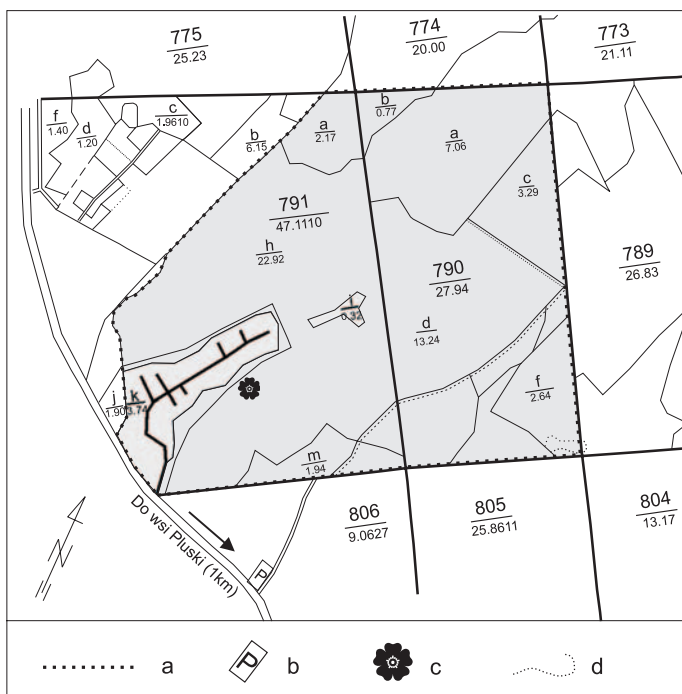 775
25.23
774
20.00
773
21.11
f
1.40
d
1.20
c
1.9610
b
6.15
a
2.17
b
0.77
a
7.06
c
3.29
791
47.1110
h
22.92
790
27.94
789
26.83
i
0.32
d
13.24
j
1.90
k
3.74
f
2.64
m
1.94
806
9.0627
805
25.8611
804
13.17
Do wsi Pluski (1km)
P
N
a
P
b
c
d